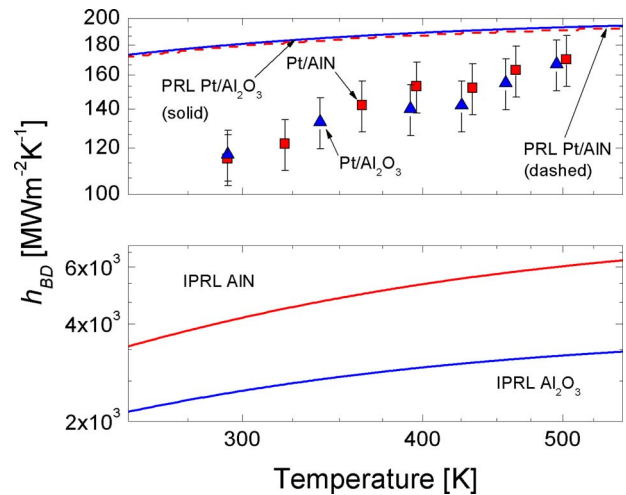 200
180
160
140
120
100
PRL Pt/Al₂O₃
(solid)
Pt/AlN
Pt/Al₂O₃
PRL Pt/AlN
(dashed)
h_BD [MWm⁻²K⁻¹]
6x10³
4x10³
2x10³
IPRL AlN
IPRL Al₂O₃
300
400
500
Temperature [K]